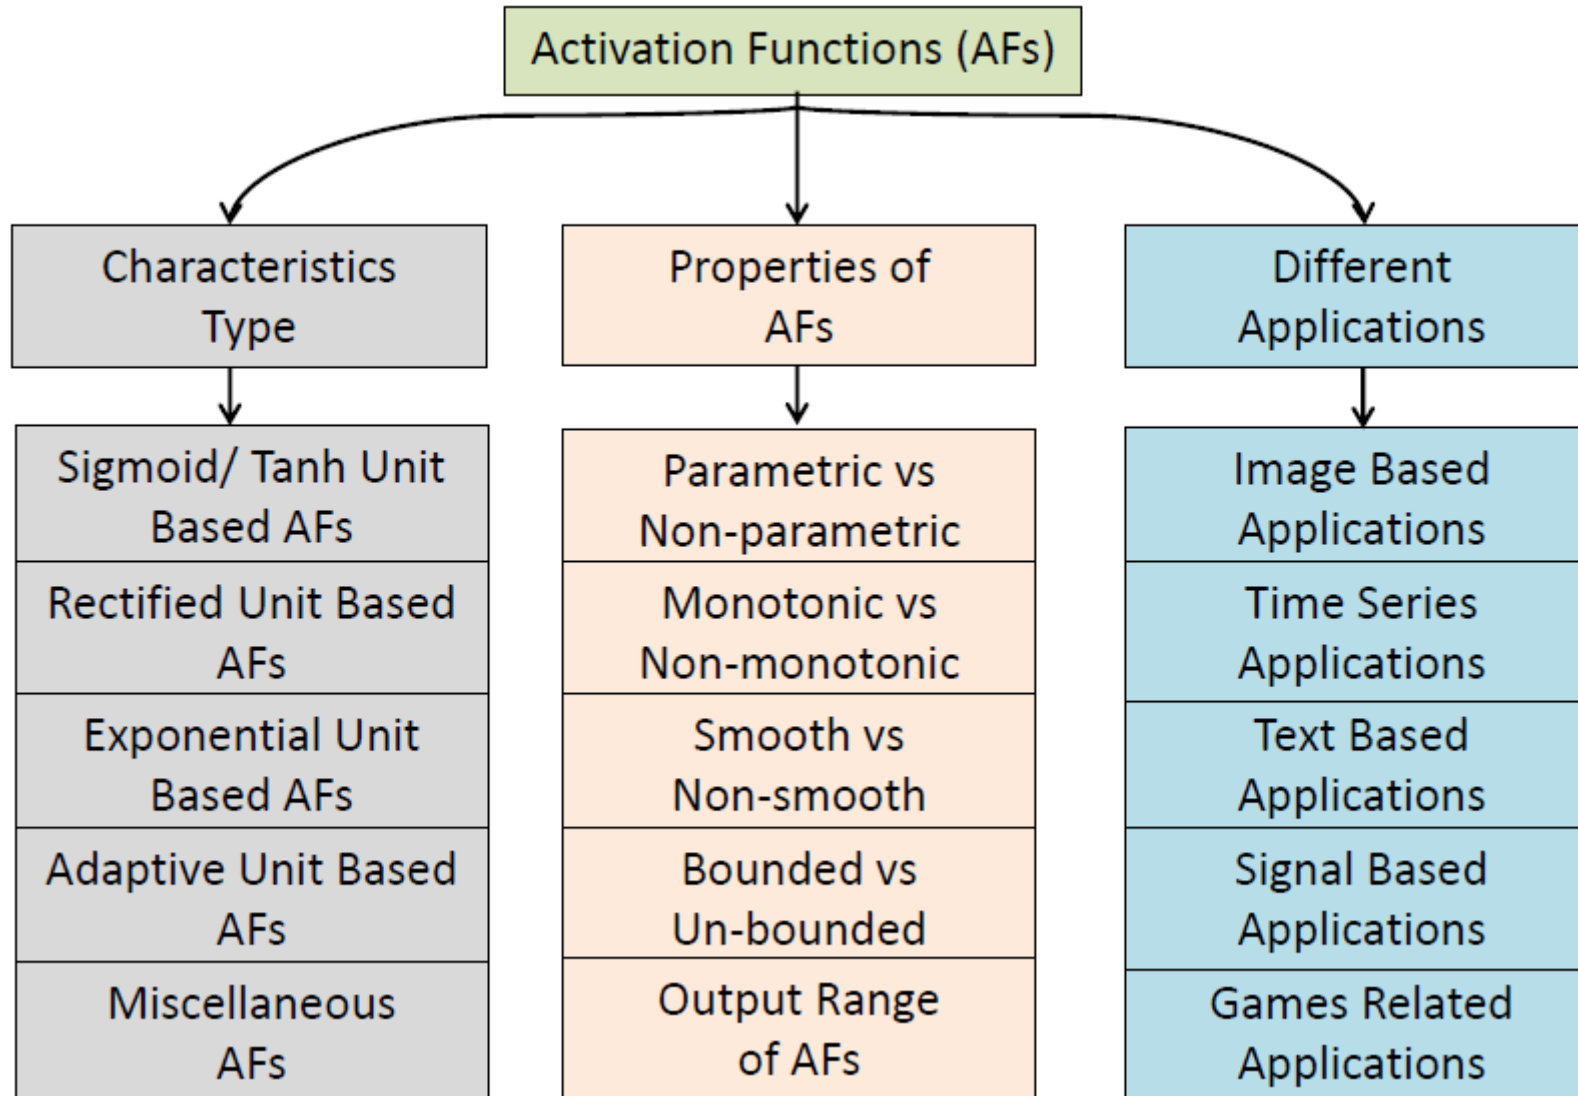 Activation Functions (AFs)
Characteristics
Type
Sigmoid/ Tanh Unit
Based AFs
Rectified Unit Based
AFs
Exponential Unit
Based AFs
Adaptive Unit Based
AFs
Miscellaneous
AFs
Properties of
AFs
Parametric vs
Non-parametric
Monotonic vs
Non-monotonic
Smooth vs
Non-smooth
Bounded vs
Un-bounded
Output Range
of AFs
Different
Applications
Image Based
Applications
Time Series
Applications
Text Based
Applications
Signal Based
Applications
Games Related
Applications